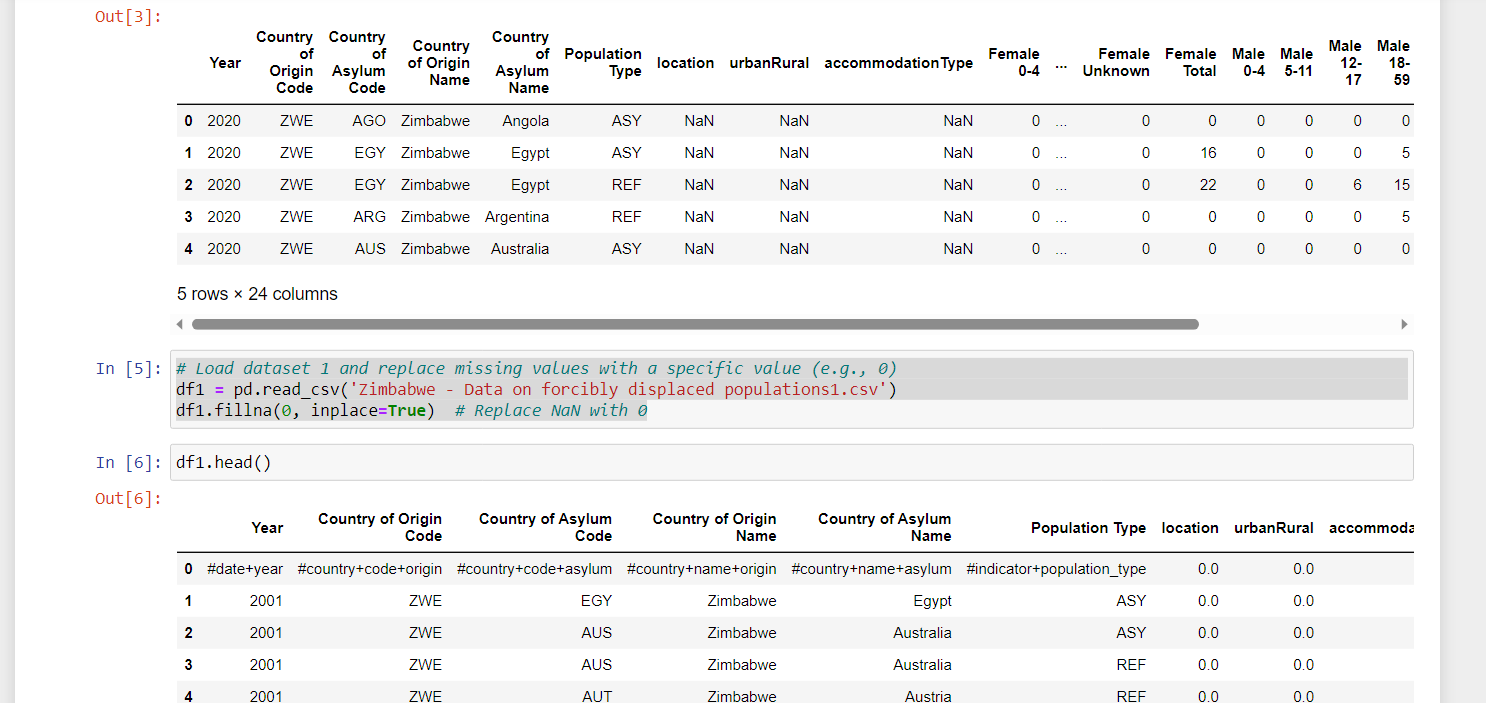 Out[3]:
Year Country of Origin Code Country of Asylum Code Country of Origin Name Country of Asylum Name Population Type location urbanRural accommodationType Female 0-4 ... Female Unknown Female Total Male 0-4 Male 5-11 Male 12-17 Male 18-59
0 2020 ZWE AGO Zimbabwe Angola ASY NaN NaN NaN 0 ... 0 0 0 0 0 0
1 2020 ZWE EGY Zimbabwe Egypt ASY NaN NaN NaN 0 ... 0 16 0 0 0 5
2 2020 ZWE EGY Zimbabwe Egypt REF NaN NaN NaN 0 ... 0 22 0 0 6 15
3 2020 ZWE ARG Zimbabwe Argentina REF NaN NaN NaN 0 ... 0 0 0 0 0 5
4 2020 ZWE AUS Zimbabwe Australia ASY NaN NaN NaN 0 ... 0 0 0 0 0 0
5 rows × 24 columns
In [5]:
# Load dataset 1 and replace missing values with a specific value (e.g., 0)
df1 = pd.read_csv('Zimbabwe - Data on forcibly displaced populations1.csv')
df1.fillna(0, inplace=True)  # Replace NaN with 0
In [6]:
df1.head()
Out[6]:
Year Country of Origin Code Country of Asylum Code Country of Origin Name Country of Asylum Name Population Type location urbanRural accommoda
0 #date+year #country+code+origin #country+code+asylum #country+name+origin #country+name+asylum #indicator+population_type 0.0 0.0
1 2001 ZWE EGY Zimbabwe Egypt ASY 0.0 0.0
2 2001 ZWE AUS Zimbabwe Australia ASY 0.0 0.0
3 2001 ZWE AUS Zimbabwe Australia REF 0.0 0.0
4 2001 ZWE AUT Zimbabwe Austria REF 0.0 0.0